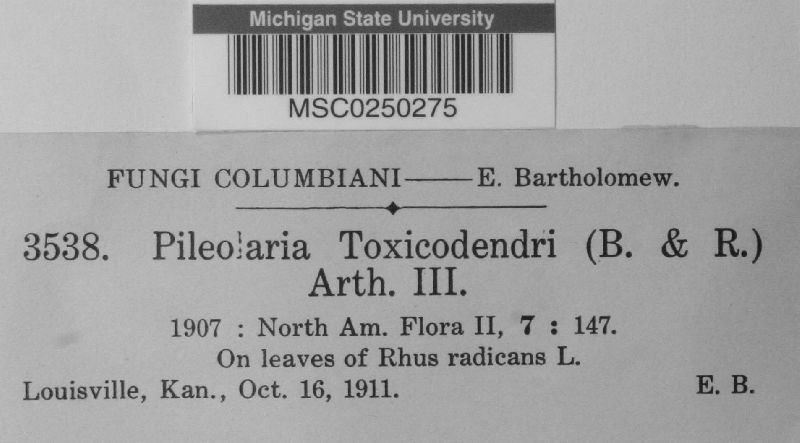 Michigan State University
MSC0250275
FUNGI COLUMBIANI—E. Bartholomew.
3538. Pileolaria Toxicodendri (B. & R.)
Arth. III.
1907 : North Am. Flora II, 7 : 147.
On leaves of Rhus radicans L.
Louisville, Kan., Oct. 16, 1911. E. B.